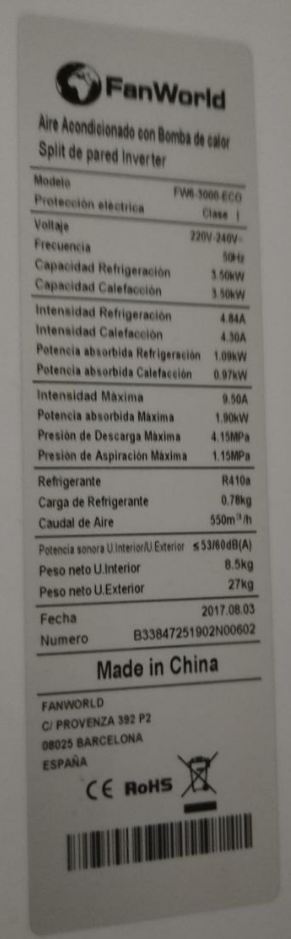 FanWorld
Aire Acondicionado con Bomba de calor
Split de pared Inverter
Modelo FW6-3000-ECO
Protección eléctrica Clase I
Voltaje 220V-240V~
Frecuencia 50Hz
Capacidad Refrigeración 3.50kW
Capacidad Calefacción 3.50kW
Intensidad Refrigeración 4.84A
Intensidad Calefacción 4.30A
Potencia absorbida Refrigeración 1.09kW
Potencia absorbida Calefacción 0.97kW
Intensidad Máxima 9.50A
Potencia absorbida Máxima 1.90kW
Presión de Descarga Máxima 4.15MPa
Presión de Aspiración Máxima 1.15MPa
Refrigerante R410a
Carga de Refrigerante 0.78kg
Caudal de Aire 550m³/h
Potencia sonora U.Interior/U.Exterior ≤53/60dB(A)
Peso neto U.Interior 8.5kg
Peso neto U.Exterior 27kg
Fecha 2017.08.03
Numero B33847251902N00602
Made in China
FANWORLD
C/ PROVENZA 392 P2
08025 BARCELONA
ESPAÑA
CE RoHS